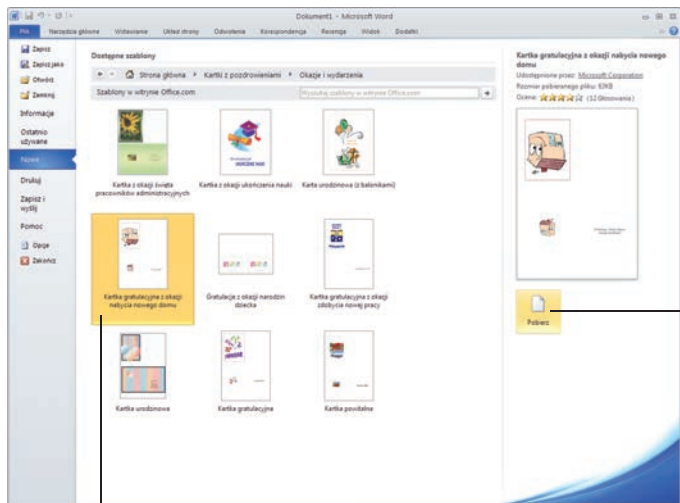 Dokument1 - Microsoft Word
Plik Narzędzia główne Wstawianie Układ strony Odwołania Korespondencja Recenzja Widok Dodatki
Zapisz
Zapisz jako
Otwórz
Zamknij
Informacje
Ostatnio
używane
Nowe
Drukuj
Zapisz i
wyślij
Pomoc
Opcje
Zakończ
Dostępne szablony
Strona główna Kartki z pozdrowieniami Okazje i wydarzenia
Szablony w witrynie Office.com Wyszukaj szablony w witrynie Office.com
Kartka z okazji święta
pracowników administracyjnych
Kartka z okazji ukończenia nauki
Karta urodzinowa (z balonikami)
Kartka gratulacyjna z okazji
nabycia nowego domu
Gratulacje z okazji narodzin
dziecka
Kartka gratulacyjna z okazji
zdobycia nowej pracy
Kartka urodzinowa
Kartka gratulacyjna
Kartka powitalna
Kartka gratulacyjna z okazji nabycia nowego
domu
Udostępnione przez: Microsoft Corporation
Rozmiar pobieranego pliku: 63KB
Ocena: (12 Głosowanie)
Pobierz